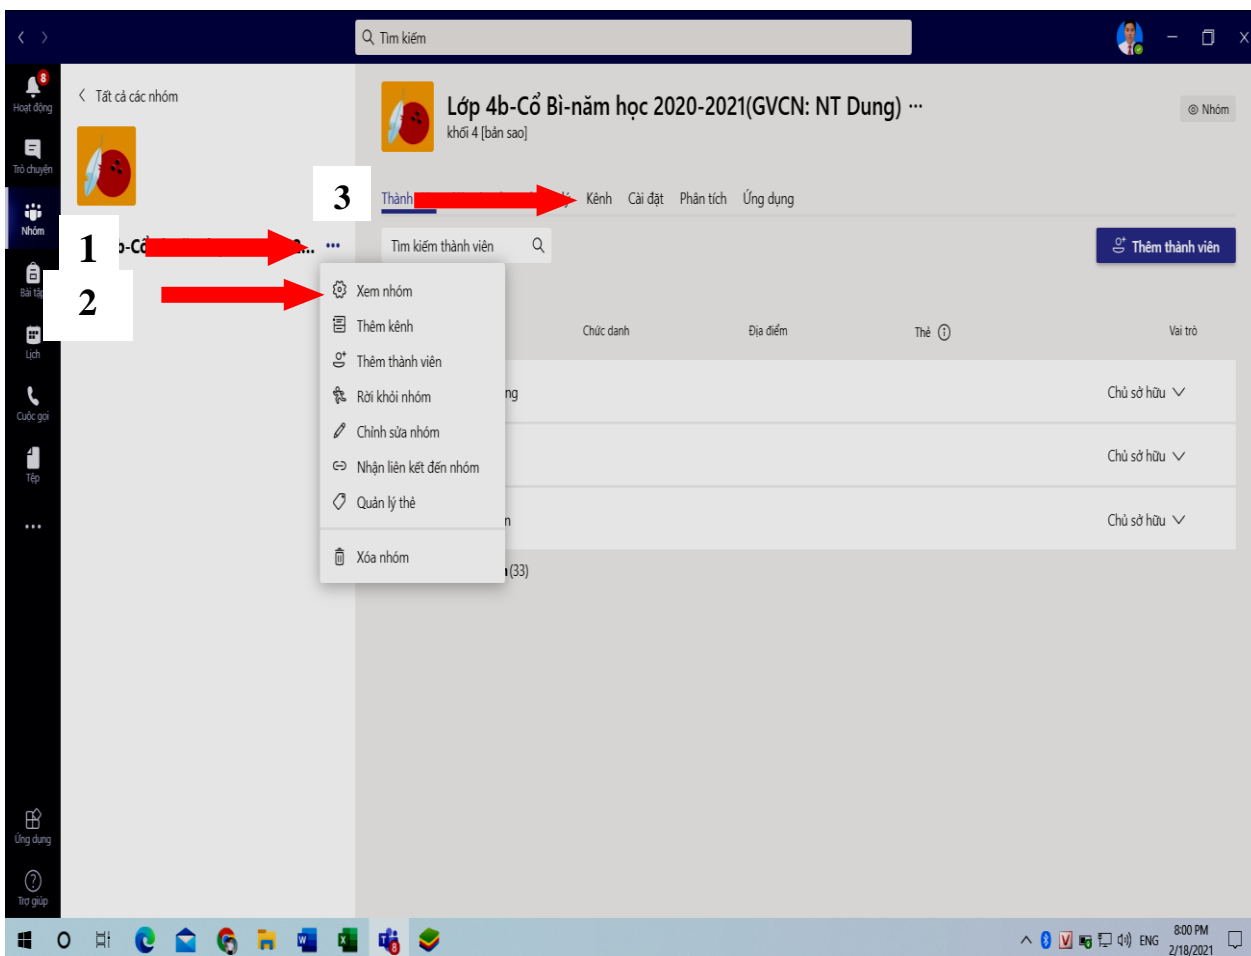 Tìm kiếm
8
Hoạt động
Trò chuyện
Nhóm
Bài tập
Lịch
Cuộc gọi
Tệp
Ứng dụng
Trợ giúp
Tất cả các nhóm
Lớp 4b-Cổ Bì-năm học 2020-2021(GVCN: NT Dung) ···
khối 4 [bản sao]
Nhóm
3
Thành Kênh Cài đặt Phân tích Ứng dụng
1
2
Tìm kiếm thành viên
Thêm thành viên
Xem nhóm
Thêm kênh
Thêm thành viên
Rời khỏi nhóm
Chỉnh sửa nhóm
Nhận liên kết đến nhóm
Quản lý thẻ
Xóa nhóm
Chức danh Địa điểm Thẻ Vai trò
ng Chủ sở hữu
Chủ sở hữu
n Chủ sở hữu
(33)
8
V
ENG
8:00 PM
2/18/2021